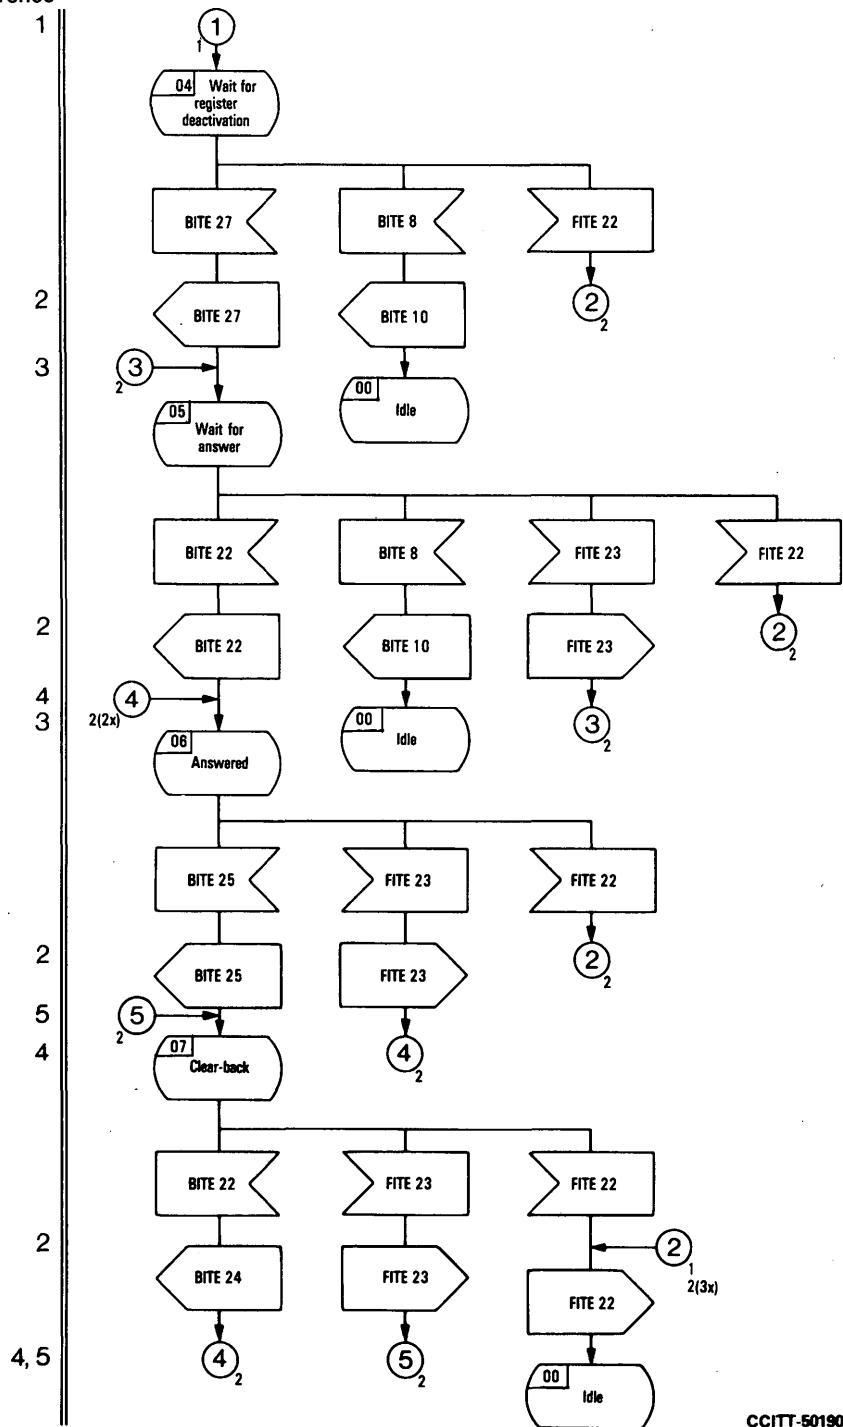 1 1
1
04 Wait for
register
deactivation
BITE 27 BITE 8 FITE 22
2 BITE 27 BITE 10 2
2
3 3
2
00
Idle
05
Wait for
answer
BITE 22 BITE 8 FITE 23 FITE 22
2 BITE 22 BITE 10 FITE 23 2
2
4 4
3 2(2x)
00
Idle
3
2
06
Answered
BITE 25 FITE 23 FITE 22
2 BITE 25 FITE 23 2
2
5 5
2
4 07
Clear-back
4
2
BITE 22 FITE 23 FITE 22
2 2
1
2(3x)
BITE 24 FITE 23 FITE 22
4, 5 4
2
5
2
00
Idle
CCITT-50190